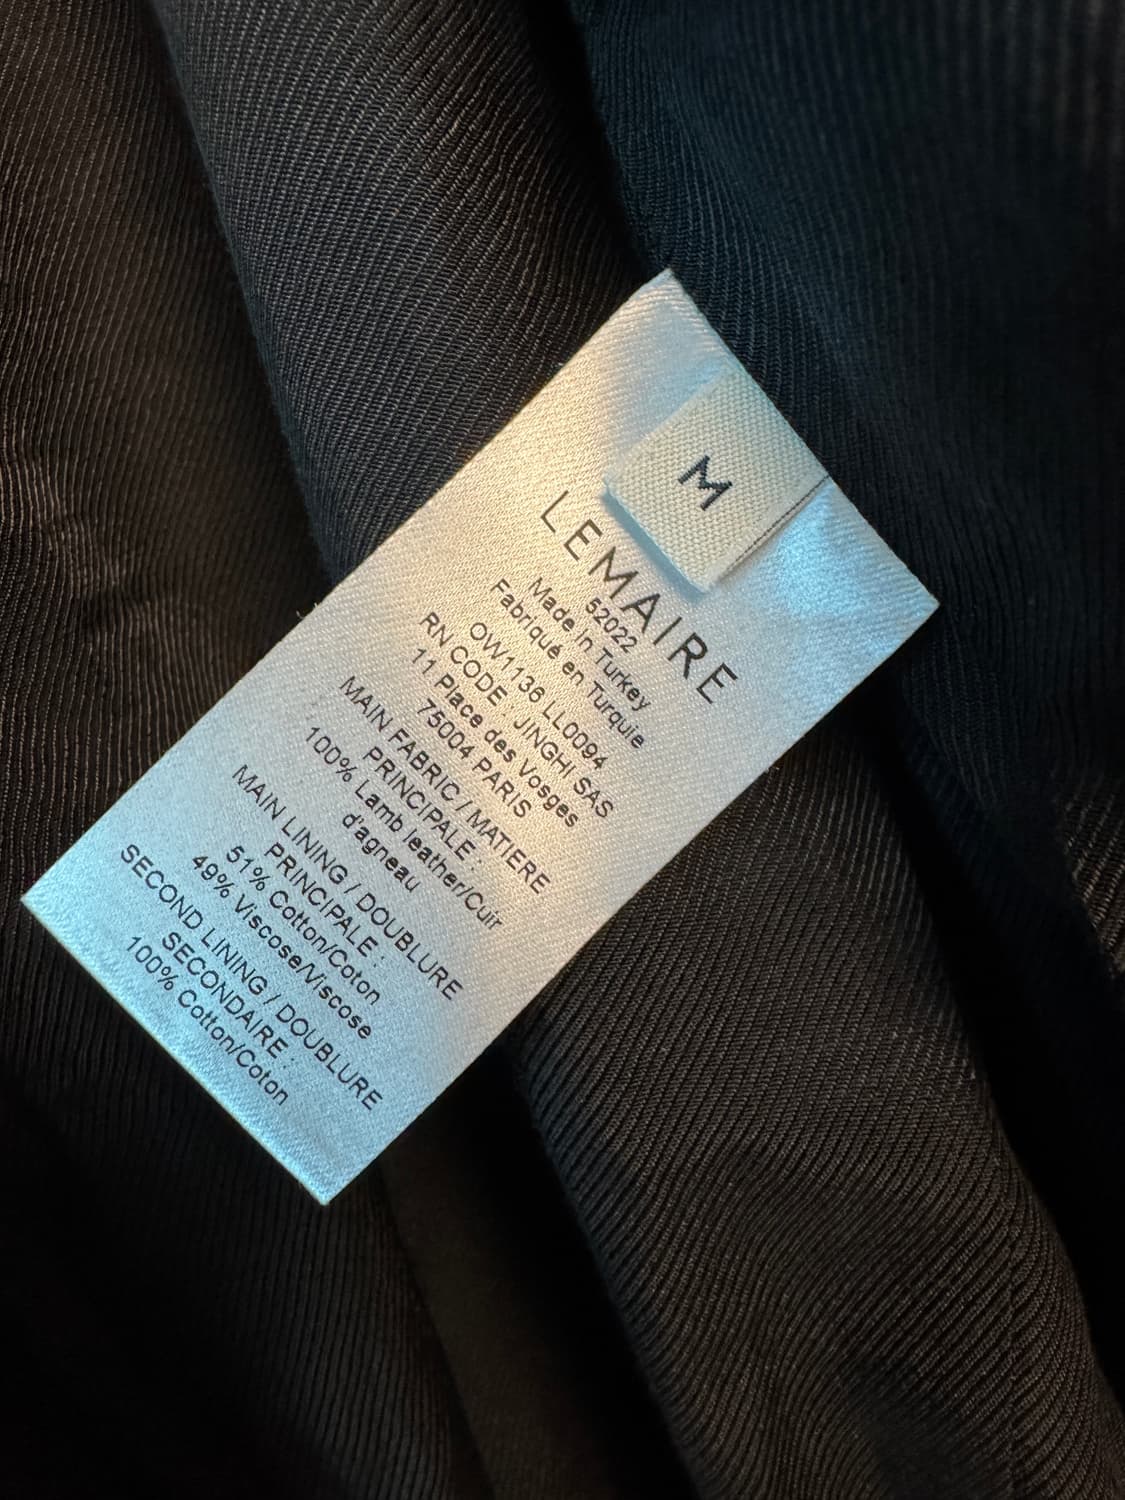 M
LEMAIRE
52022
Made in Turkey
Fabriqué en Turquie
OW1136 LL0094
RN CODE : JINGHI SAS
11 Place des Vosges
75004 PARIS
MAIN FABRIC / MATIERE
PRINCIPALE :
100% Lamb leather/Cuir
d'agneau
MAIN LINING / DOUBLURE
PRINCIPALE :
51% Cotton/Coton
49% Viscose/Viscose
SECOND LINING / DOUBLURE
SECONDAIRE :
100% Cotton/Coton